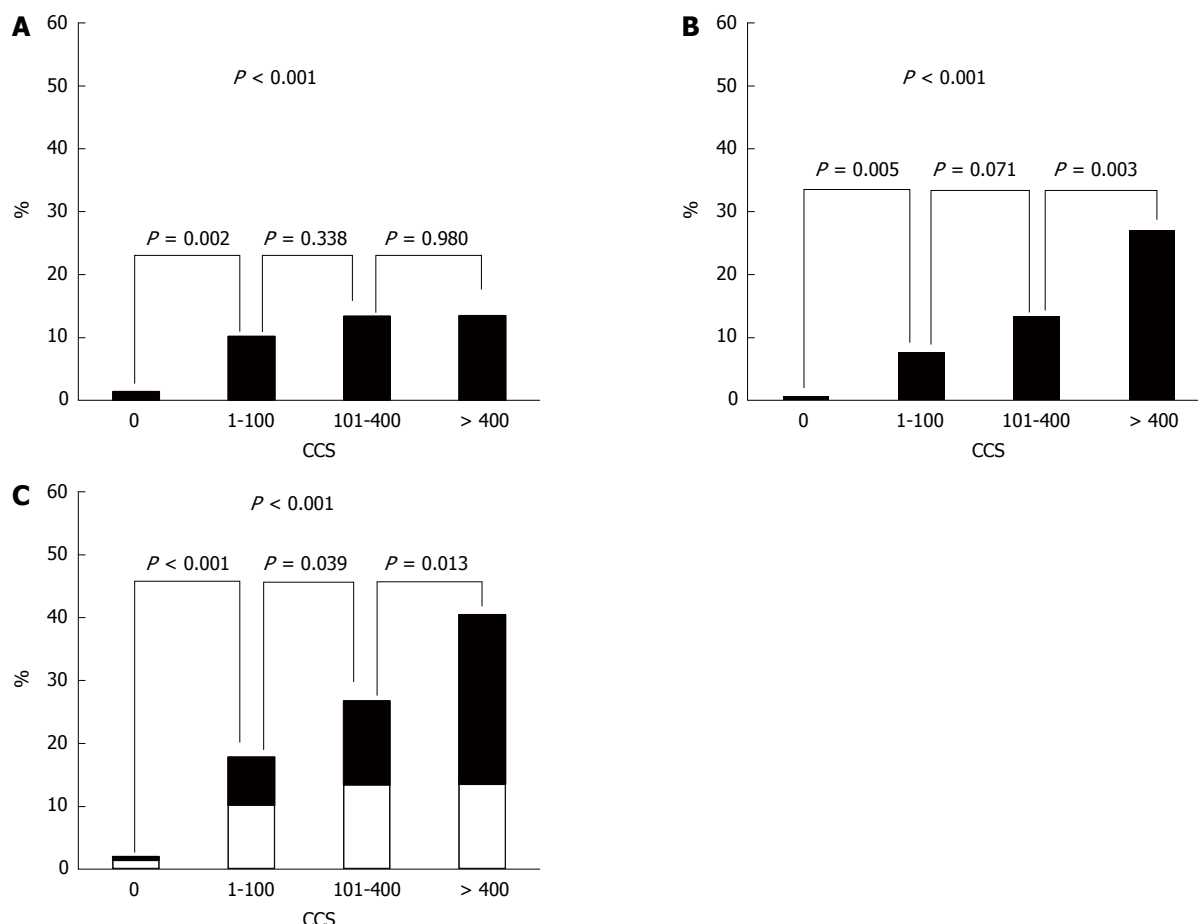 A
60
50
40
30
20
10
0
%
P < 0.001
P = 0.002
P = 0.338
P = 0.980
0
1-100
101-400
> 400
CCS
B
60
50
40
30
20
10
0
%
P < 0.001
P = 0.005
P = 0.071
P = 0.003
0
1-100
101-400
> 400
CCS
C
60
50
40
30
20
10
0
%
P < 0.001
P < 0.001
P = 0.039
P = 0.013
0
1-100
101-400
> 400
CCS